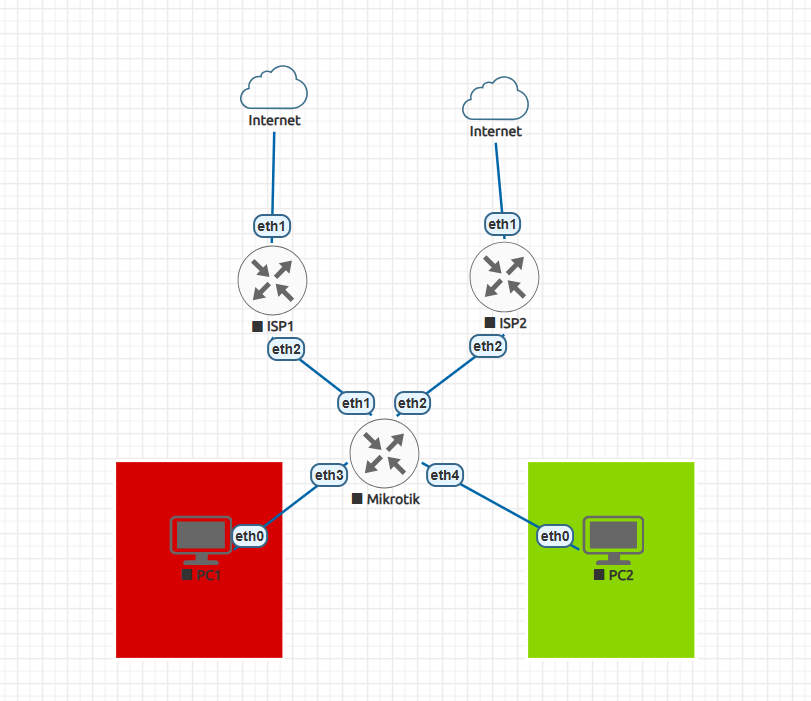 Internet
Internet
eth1
eth1
ISP1
ISP2
eth2
eth2
eth1
eth2
Mikrotik
eth3
eth4
eth0
eth0
PC1
PC2